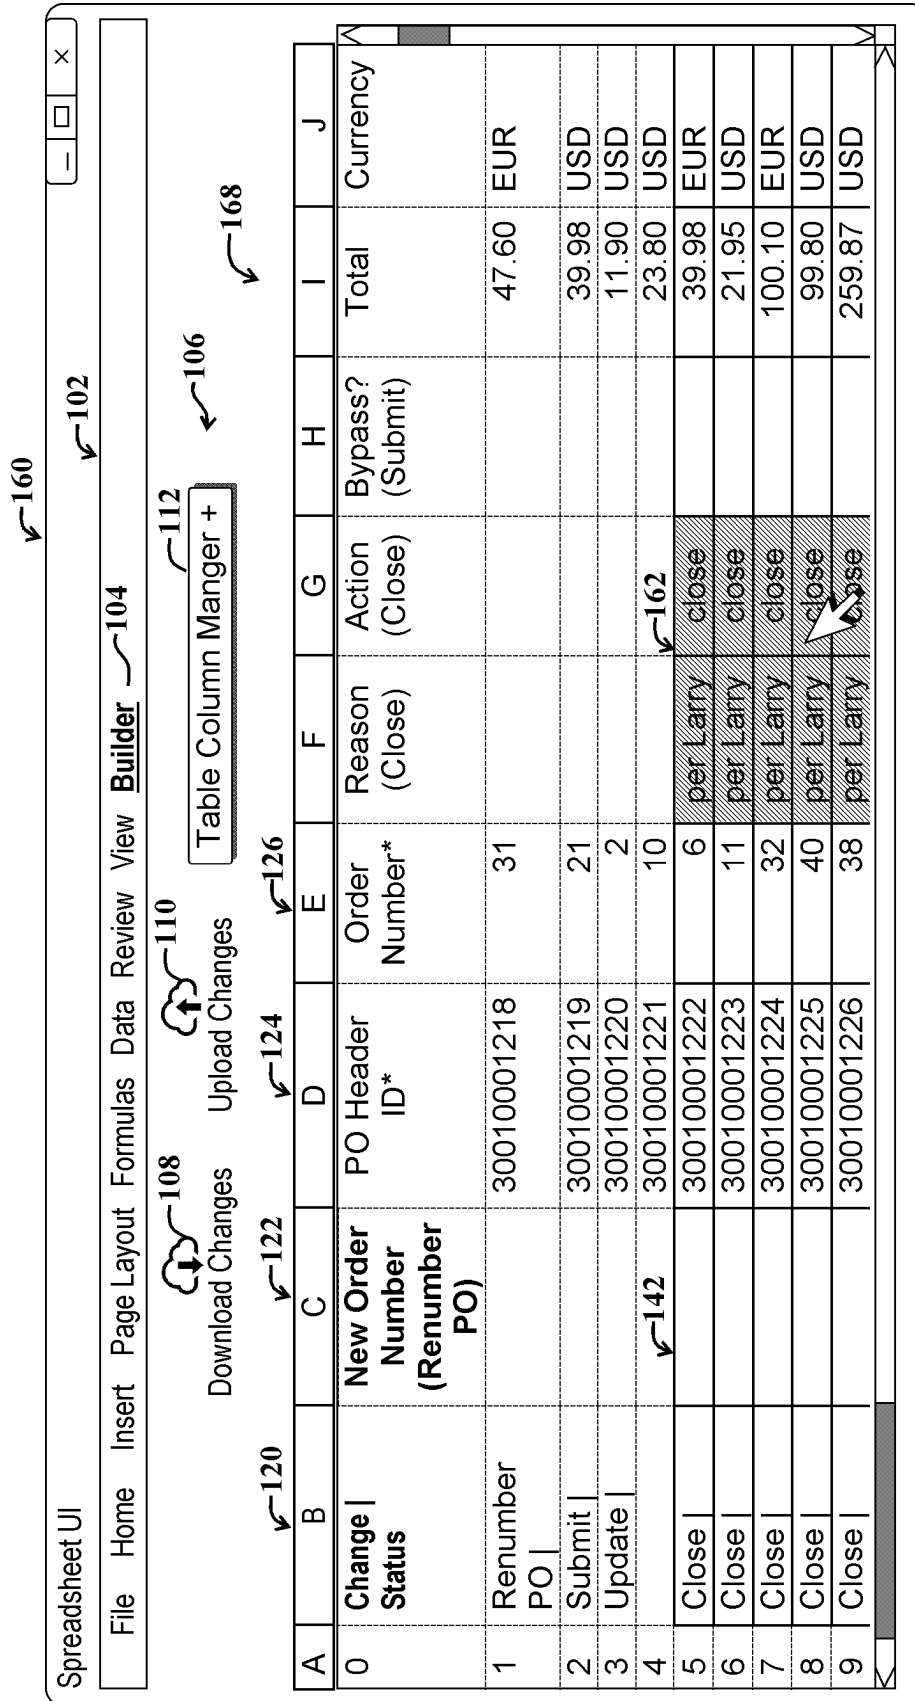 160
Spreadsheet UI
102
File Home Insert Page Layout Formulas Data Review View Builder 104
108 110 112 106
Download Changes Upload Changes Table Column Manger +
120 122 124 126 168
A B C D E F G H I J
0 Change | Status New Order Number (Renumber PO) PO Header ID* Order Number* Reason (Close) Action (Close) Bypass? (Submit) Total Currency
1 Renumber PO | 300100001218 31 47.60 EUR
2 Submit | 300100001219 21 39.98 USD
3 Update | 300100001220 2 11.90 USD
4 300100001221 10 23.80 USD
142 162
5 Close | 300100001222 6 per Larry close 39.98 EUR
6 Close | 300100001223 11 per Larry close 21.95 USD
7 Close | 300100001224 32 per Larry close 100.10 EUR
8 Close | 300100001225 40 per Larry close 99.80 USD
9 Close | 300100001226 38 per Larry close 259.87 USD